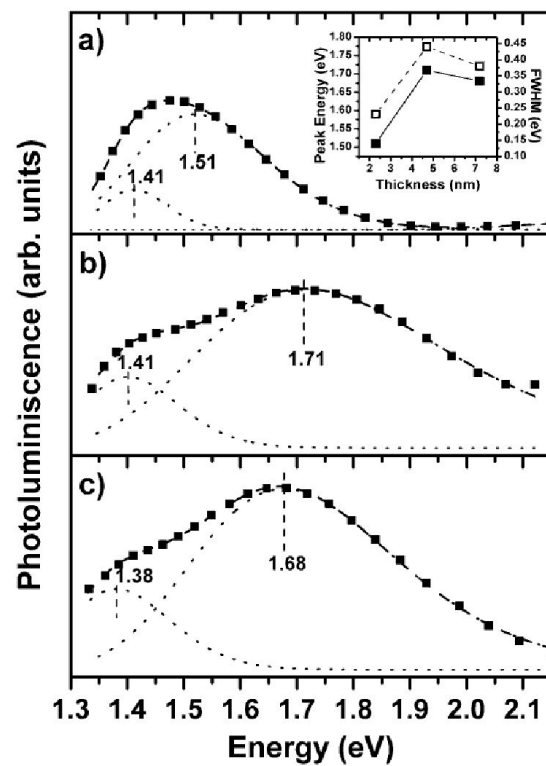 a)
1.51
1.41
1.80
1.75
1.70
1.65
1.60
1.55
1.50
Peak Energy (eV)
0.45
0.40
0.35
0.30
0.25
0.20
0.15
0.10
FWHM (eV)
2 3 4 5 6 7 8
Thickness (nm)
b)
1.41
1.71
c)
1.38
1.68
Photoluminiscence (arb. units)
1.3 1.4 1.5 1.6 1.7 1.8 1.9 2.0 2.1
Energy (eV)